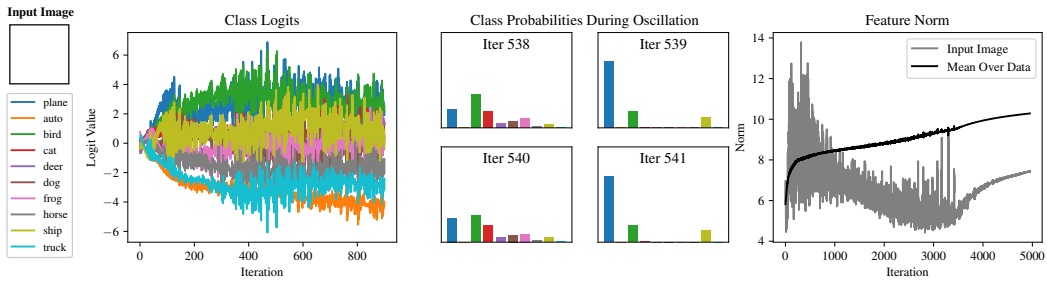 Input Image
plane
auto
bird
cat
deer
dog
frog
horse
ship
truck
Class Logits
Logit Value
6
4
2
0
−2
−4
−6
0 200 400 600 800
Iteration
Class Probabilities During Oscillation
Iter 538
Iter 539
Iter 540
Iter 541
Feature Norm
Norm
14
12
10
8
6
4
Input Image
Mean Over Data
0 1000 2000 3000 4000 5000
Iteration